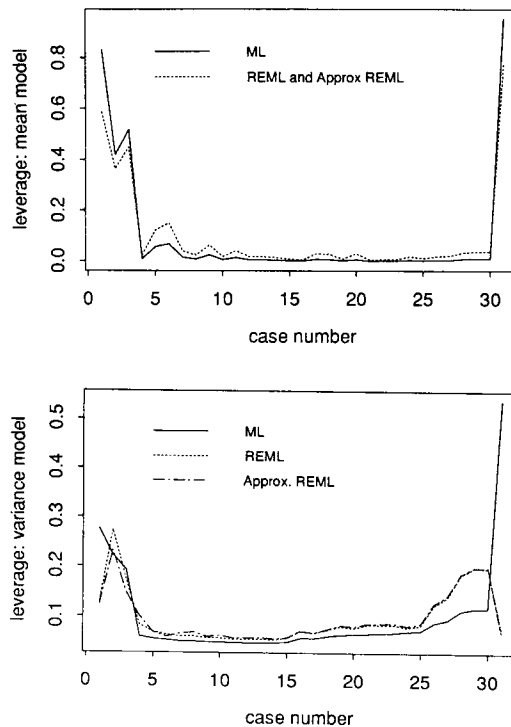 leverage: mean model
0.8
0.6
0.4
0.2
0.0
ML
REML and Approx REML
0 5 10 15 20 25 30
case number
leverage: variance model
0.5
0.4
0.3
0.2
0.1
ML
REML
Approx. REML
0 5 10 15 20 25 30
case number